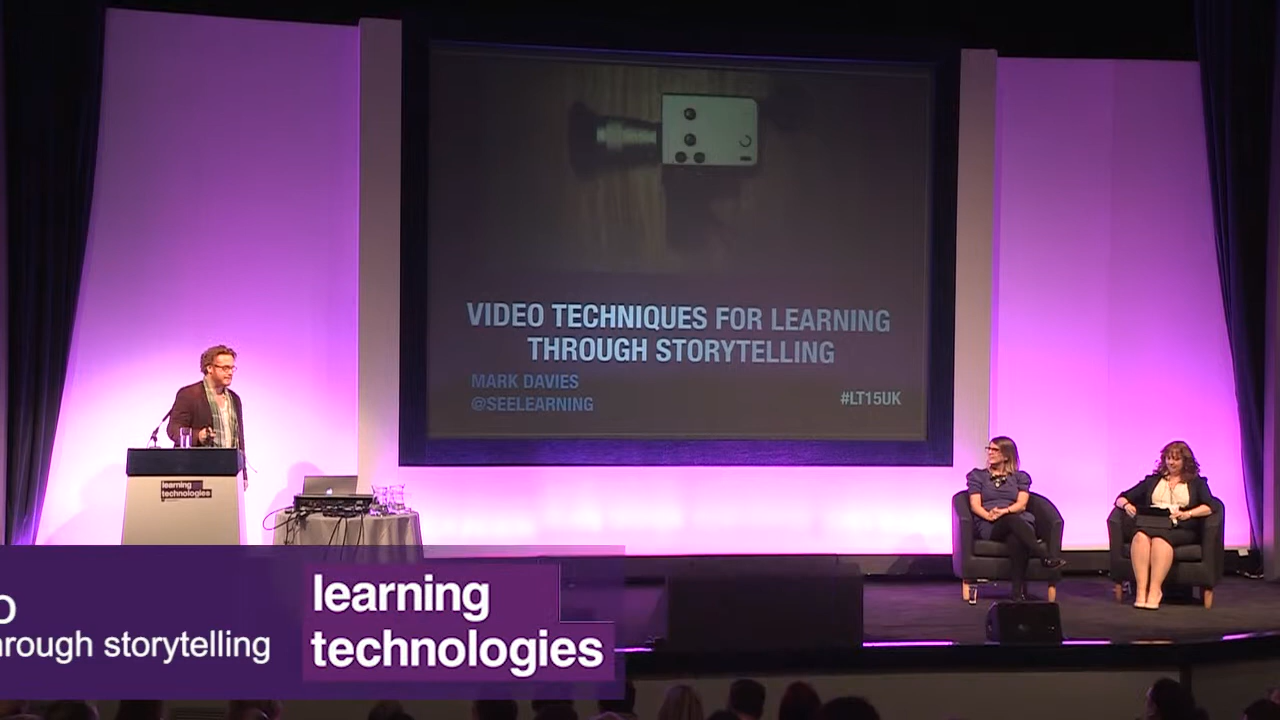 VIDEO TECHNIQUES FOR LEARNING
THROUGH STORYTELLING
MARK DAVIES
@SEELEARNING
#LT15UK
learning
technologies
rough storytelling
learning
technologies